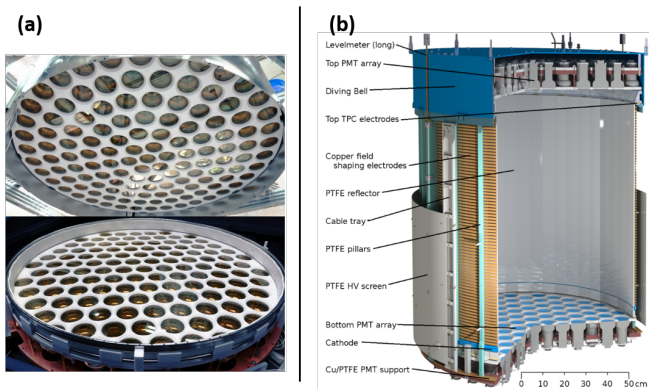 (a)
(b)
Levelmeter (long)
Top PMT array
Diving Bell
Top TPC electrodes
Copper field
shaping electrodes
PTFE reflector
Cable tray
PTFE pillars
PTFE HV screen
Bottom PMT array
Cathode
Cu/PTFE PMT support
0 10 20 30 40 50cm